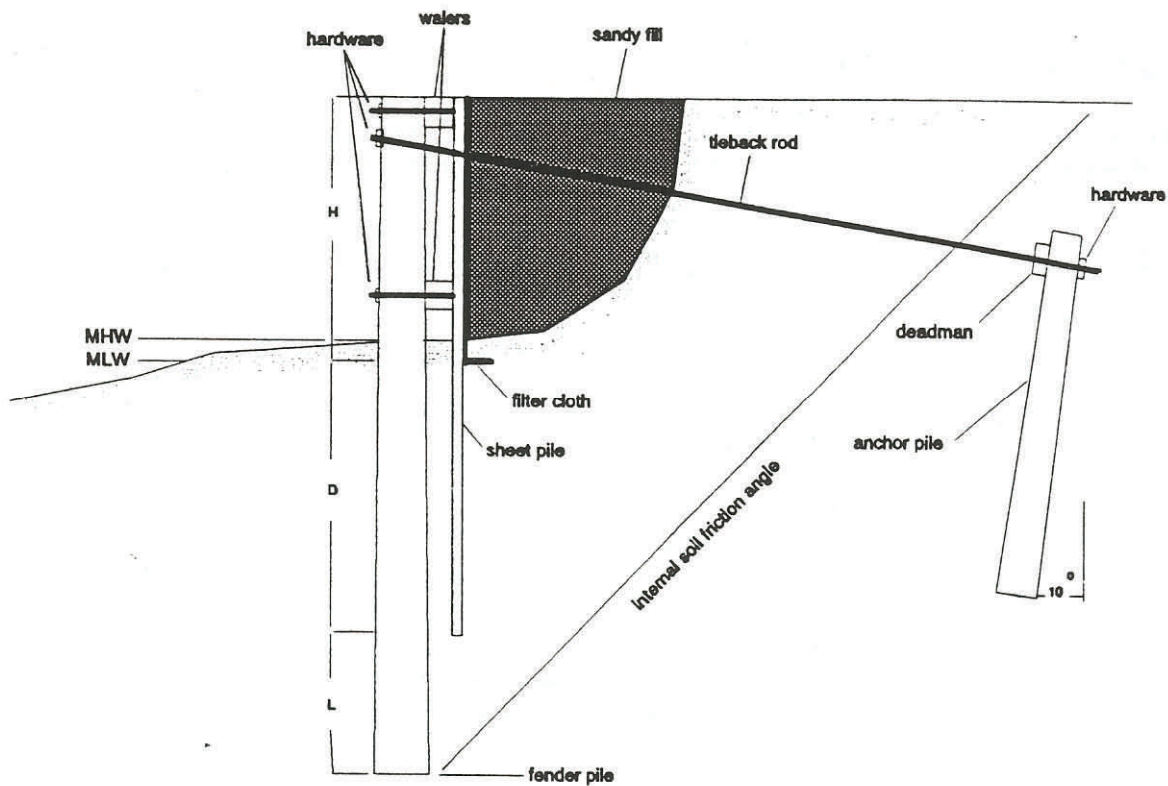 walers
hardware
sandy fill
tieback rod
hardware
H
MHW
MLW
deadman
filter cloth
sheet pile
anchor pile
D
internal soil friction angle
10°
L
fender pile